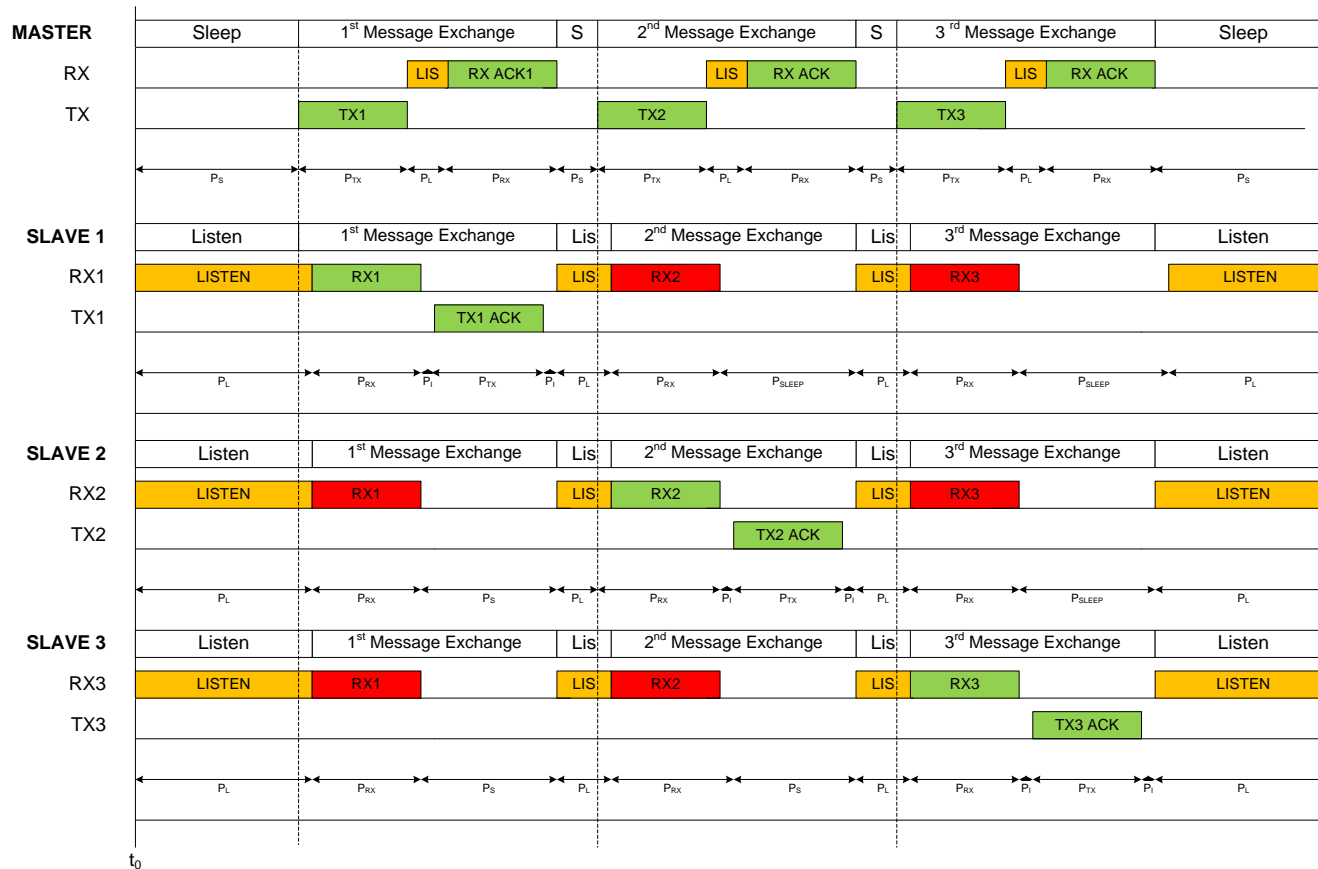 MASTER Sleep 1st Message Exchange S 2nd Message Exchange S 3 rd Message Exchange Sleep
RX LIS RX ACK1 LIS RX ACK LIS RX ACK
TX TX1 TX2 TX3
PS PTX PL PRX PS PTX PL PRX PS PTX PL PRX PS
SLAVE 1 Listen 1st Message Exchange Lis 2nd Message Exchange Lis 3rd Message Exchange Listen
RX1 LISTEN RX1 LIS RX2 LIS RX3 LISTEN
TX1 TX1 ACK
PL PRX PI PTX PI PL PRX PSLEEP PL PRX PSLEEP PL
SLAVE 2 Listen 1st Message Exchange Lis 2nd Message Exchange Lis 3rd Message Exchange Listen
RX2 LISTEN RX1 LIS RX2 LIS RX3 LISTEN
TX2 TX2 ACK
PL PRX PS PL PRX PI PTX PI PL PRX PSLEEP PL
SLAVE 3 Listen 1st Message Exchange Lis 2nd Message Exchange Lis 3rd Message Exchange Listen
RX3 LISTEN RX1 LIS RX2 LIS RX3 LISTEN
TX3 TX3 ACK
PL PRX PS PL PRX PS PL PRX PI PTX PI PL
t0